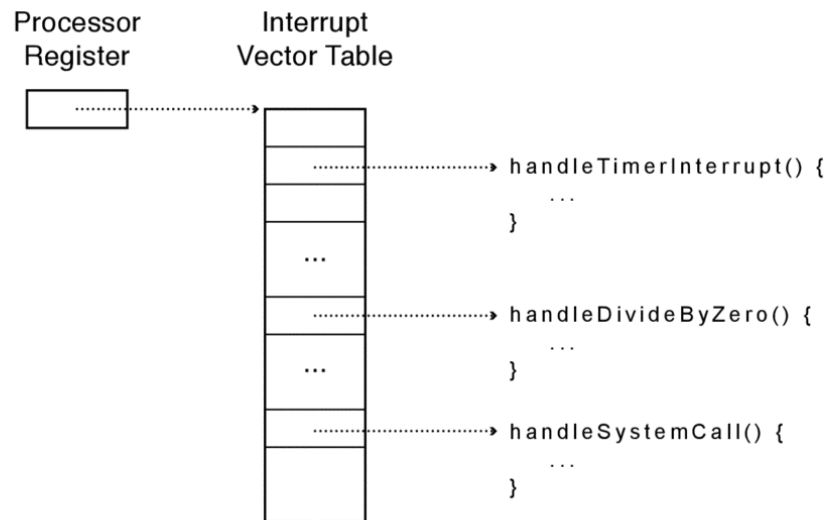 Processor
Register
Interrupt
Vector Table
handleTimerInterrupt() {
...
}
...
handleDivideByZero() {
...
}
...
handleSystemCall() {
...
}